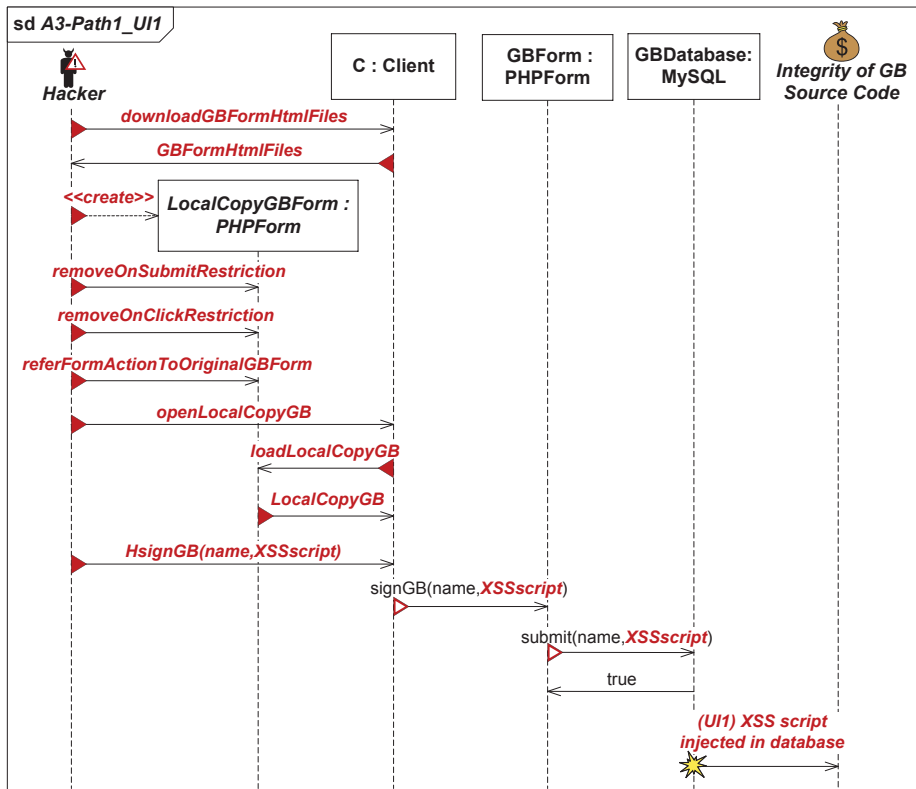 sd A3-Path1_UI1
Hacker
C : Client
GBForm :
PHPForm
GBDatabase:
MySQL
$
Integrity of GB
Source Code
!
downloadGBFormHtmlFiles
GBFormHtmlFiles
<<create>>
LocalCopyGBForm :
PHPForm
removeOnSubmitRestriction
removeOnClickRestriction
referFormActionToOriginalGBForm
openLocalCopyGB
loadLocalCopyGB
LocalCopyGB
HsignGB(name,XSSscript)
signGB(name,XSSscript)
submit(name,XSSscript)
true
(UI1) XSS script
injected in database